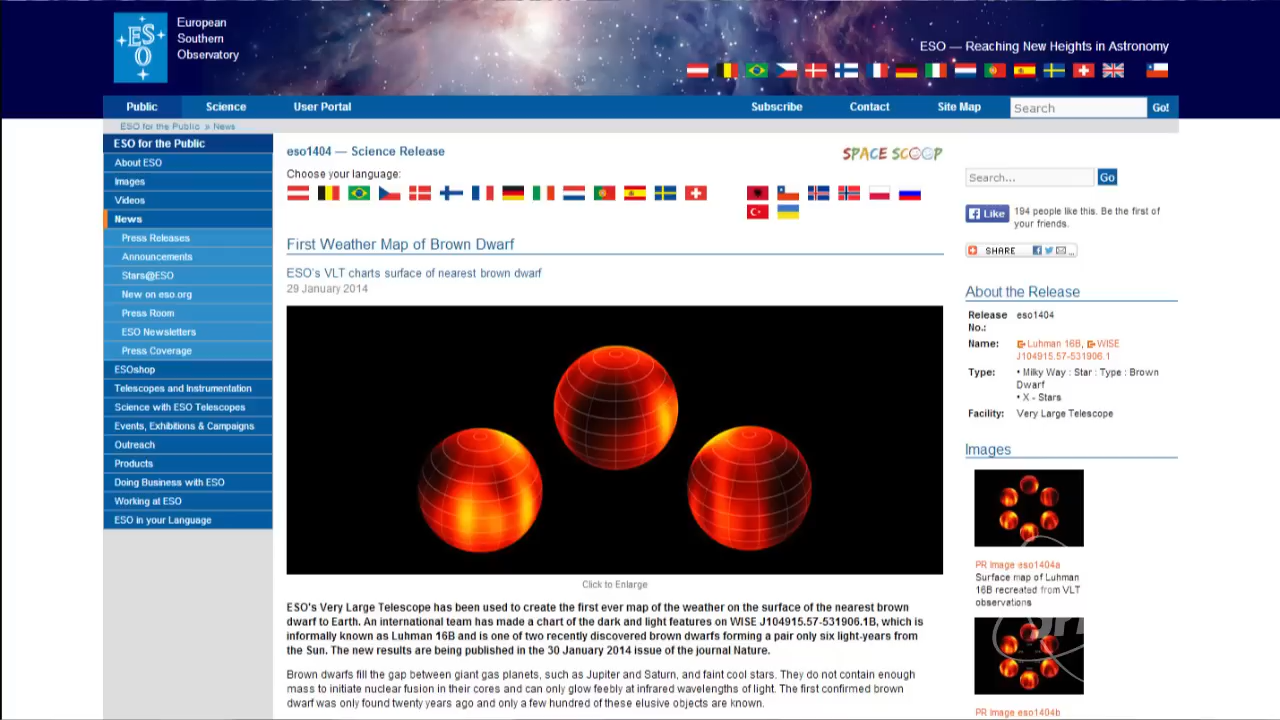 ESO
European
Southern
Observatory
ESO — Reaching New Heights in Astronomy
Public
Science
User Portal
Subscribe
Contact
Site Map
Search
Go!
ESO for the Public » News
ESO for the Public
About ESO
Images
Videos
News
Press Releases
Announcements
Stars@ESO
New on eso.org
Press Room
ESO Newsletters
Press Coverage
ESOshop
Telescopes and Instrumentation
Science with ESO Telescopes
Events, Exhibitions & Campaigns
Outreach
Products
Doing Business with ESO
Working at ESO
ESO in your Language
eso1404 — Science Release
SPACE SCOOP
Choose your language:
First Weather Map of Brown Dwarf
ESO's VLT charts surface of nearest brown dwarf
29 January 2014
Click to Enlarge
ESO's Very Large Telescope has been used to create the first ever map of the weather on the surface of the nearest brown
dwarf to Earth. An international team has made a chart of the dark and light features on WISE J104915.57-531906.1B, which is
informally known as Luhman 16B and is one of two recently discovered brown dwarfs forming a pair only six light-years from
the Sun. The new results are being published in the 30 January 2014 issue of the journal Nature.
Brown dwarfs fill the gap between giant gas planets, such as Jupiter and Saturn, and faint cool stars. They do not contain enough
mass to initiate nuclear fusion in their cores and can only glow feebly at infrared wavelengths of light. The first confirmed brown
dwarf was only found twenty years ago and only a few hundred of these elusive objects are known.
Search...
Go
Like
194 people like this. Be the first of
your friends.
SHARE
About the Release
Release No.: eso1404
Name: Luhman 16B, WISE
J104915.57-531906.1
Type: • Milky Way : Star : Type : Brown
Dwarf
• X - Stars
Facility: Very Large Telescope
Images
PR Image eso1404a
Surface map of Luhman
16B recreated from VLT
observations
PR Image eso1404b